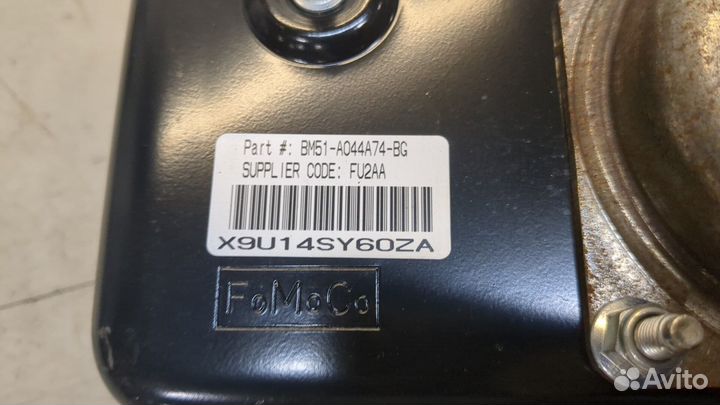 Part #: BM51-A044A74-BG
SUPPLIER CODE: FU2AA
X9U14SY60ZA
FoMoCo
Avito